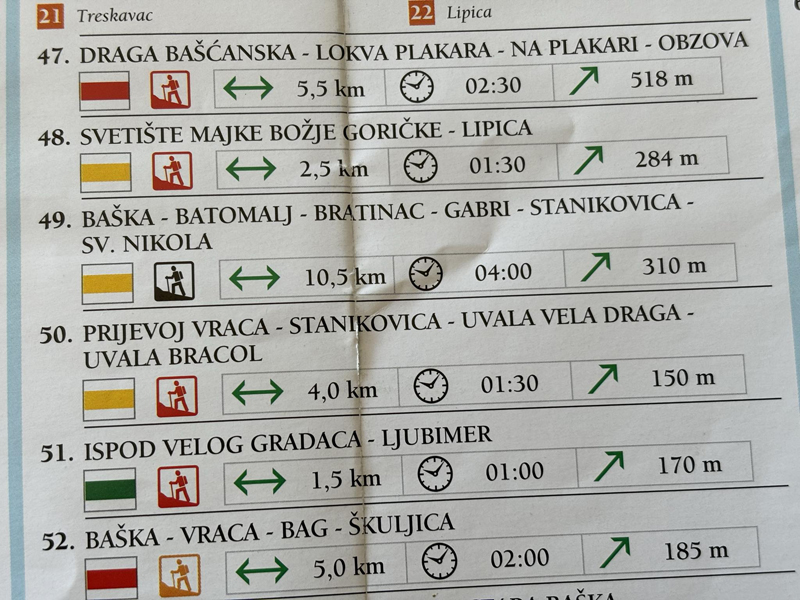 21 Treskavac 22 Lipica
47. DRAGA BAŠĆANSKA - LOKVA PLAKARA - NA PLAKARI - OBZOVA
5,5 km 02:30 518 m
48. SVETIŠTE MAJKE BOŽJE GORIČKE - LIPICA
2,5 km 01:30 284 m
49. BAŠKA - BATOMALJ - BRATINAC - GABRI - STANIKOVICA -
SV. NIKOLA
10,5 km 04:00 310 m
50. PRIJEVOJ VRACA - STANIKOVICA - UVALA VELA DRAGA -
UVALA BRACOL
4,0 km 01:30 150 m
51. ISPOD VELOG GRADACA - LJUBIMER
1,5 km 01:00 170 m
52. BAŠKA - VRACA - BAG - ŠKULJICA
5,0 km 02:00 185 m
BAŠKA